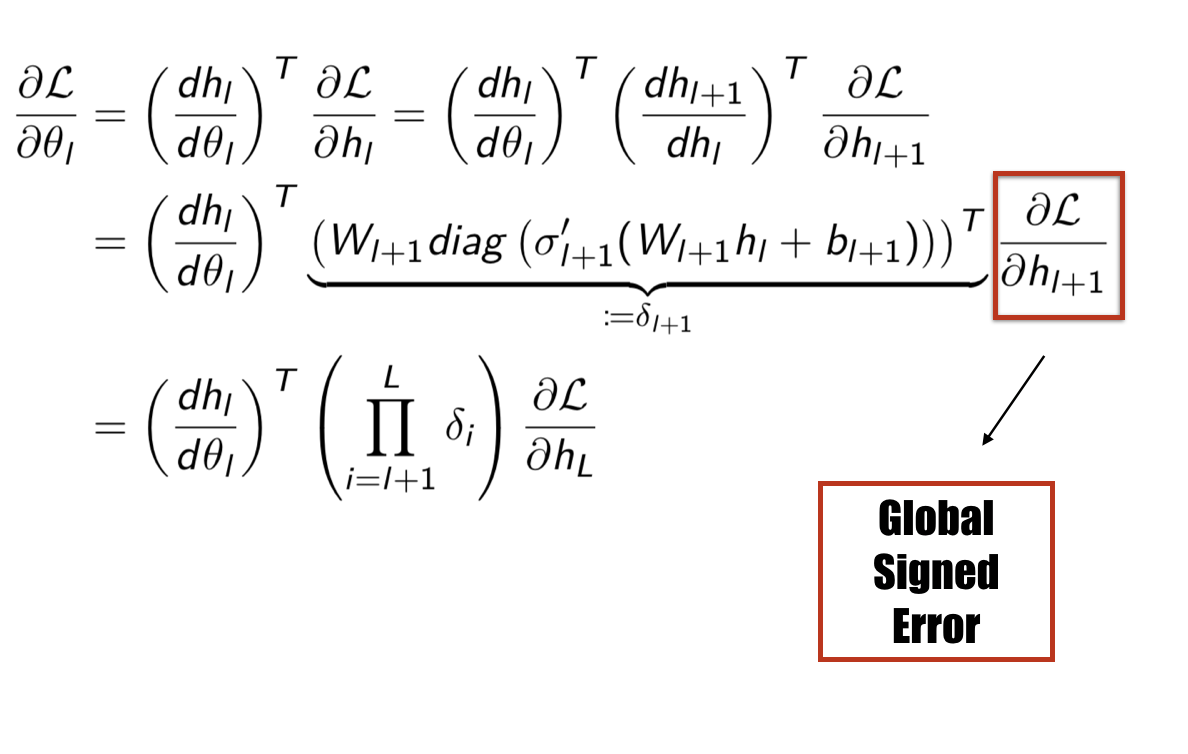 ∂ℒ/∂θ_l = (dh_l/dθ_l)^T ∂ℒ/∂h_l = (dh_l/dθ_l)^T (dh_{l+1}/dh_l)^T ∂ℒ/∂h_{l+1}
= (dh_l/dθ_l)^T (W_{l+1}diag (σ′_{l+1}(W_{l+1}h_l + b_{l+1})))^T ∂ℒ/∂h_{l+1}
:=δ_{l+1}
= (dh_l/dθ_l)^T (∏_{i=l+1}^{L} δ_i) ∂ℒ/∂h_L
Global
Signed
Error